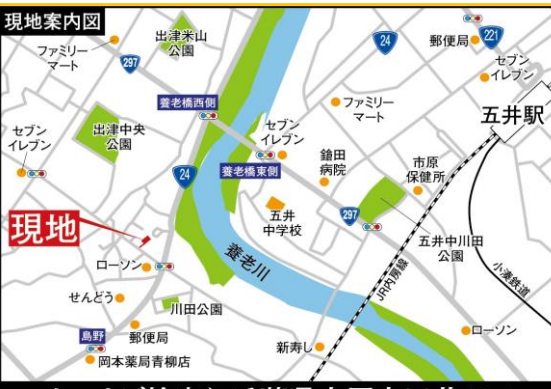 現地案内図
ファミリー
マート
出津米山
公園
297
24
郵便局
221
セブン
イレブン
養老橋西側
ファミリー
マート
五井駅
セブン
イレブン
出津中央
公園
セブン
イレブン
養老橋東側
鎗田
病院
市原
保健所
24
現地
五井
中学校
297
五井中川田
公園
養老川
ローソン
JR内房線
小湊鉄道
せんどう
川田公園
島野
郵便局
新寿し
ローソン
岡本薬局青柳店